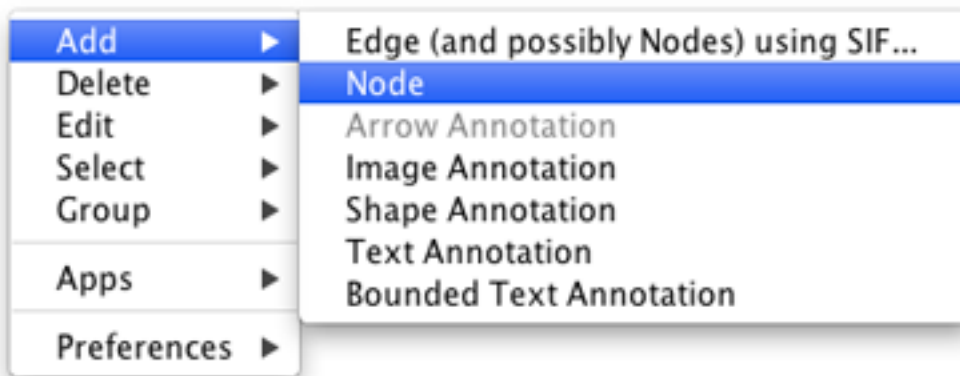 Add
Delete
Edit
Select
Group
Apps
Preferences
Edge (and possibly Nodes) using SIF...
Node
Arrow Annotation
Image Annotation
Shape Annotation
Text Annotation
Bounded Text Annotation